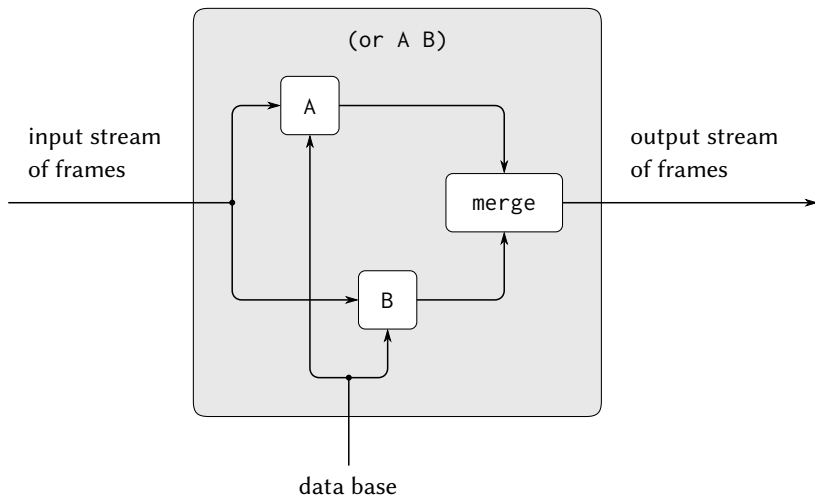 (or A B)
A
input stream
of frames
output stream
of frames
merge
B
data base